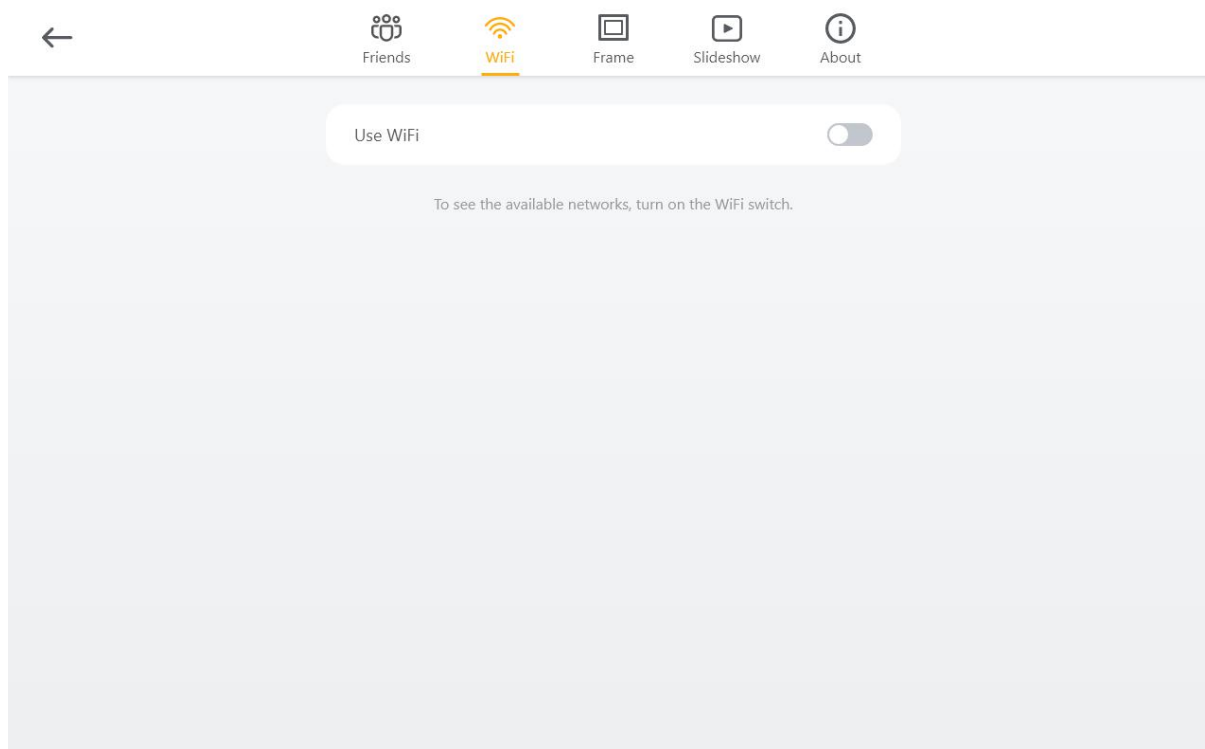 Friends
WiFi
Frame
Slideshow
About
Use WiFi
To see the available networks, turn on the WiFi switch.